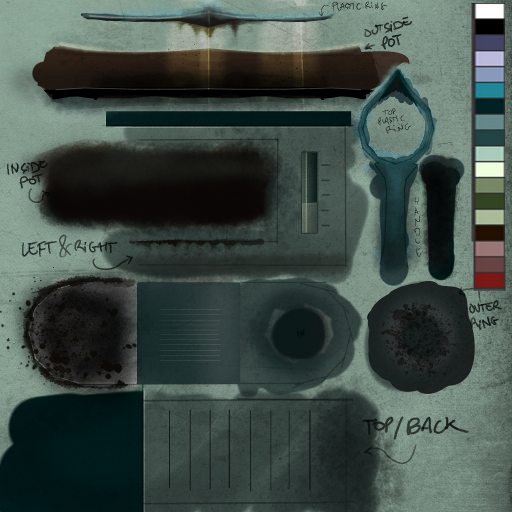 PLASTIC RING
OUTSIDE
POT
TOP
PLASTIC
RING
INSIDE
POT
HANDLE
LEFT & RIGHT
OUTER
RING
TOP/BACK